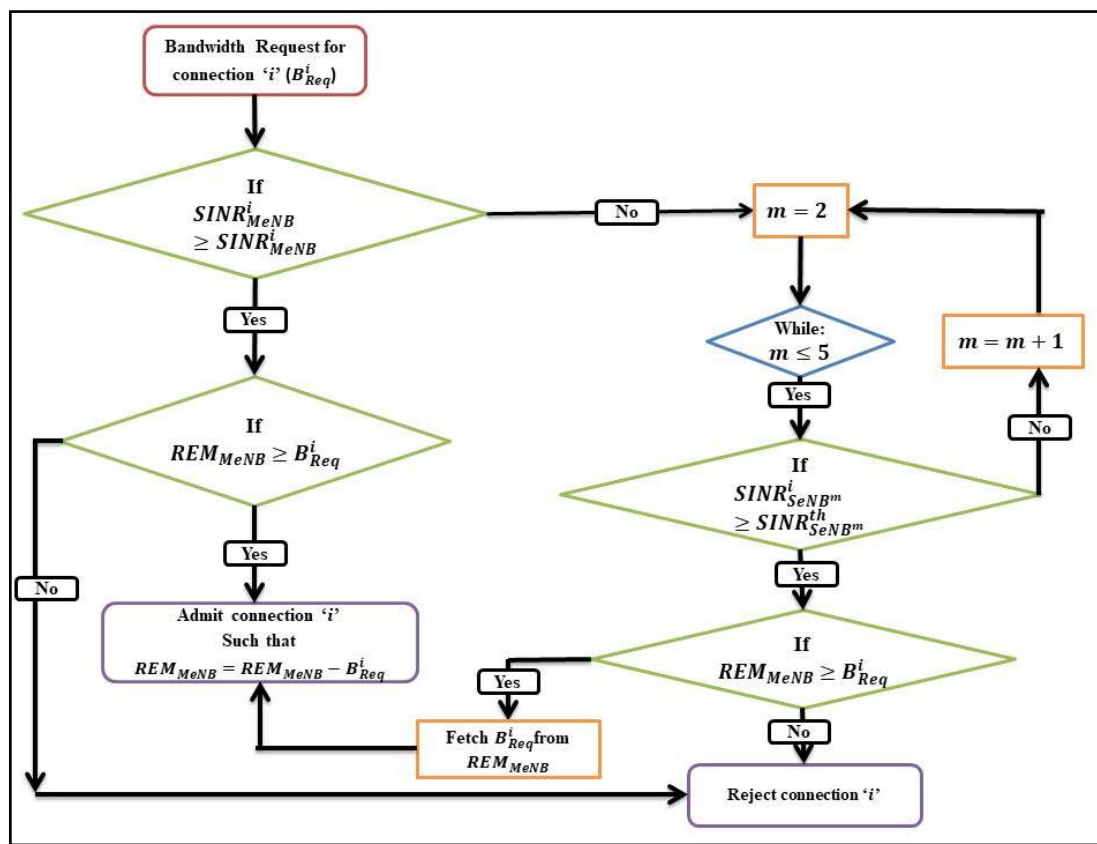 Bandwidth Request for
connection ‘i’ (B^i_Req)
If
SINR^i_MeNB
≥ SINR^i_MeNB
No
m = 2
Yes
While:
m ≤ 5
m = m + 1
Yes
No
If
REM_MeNB ≥ B^i_Req
If
SINR^i_SeNB^m
≥ SINR^th_SeNB^m
Yes
No
Yes
Admit connection ‘i’
Such that
REM_MeNB = REM_MeNB − B^i_Req
If
REM_MeNB ≥ B^i_Req
Yes
No
Fetch B^i_Req from
REM_MeNB
Reject connection ‘i’